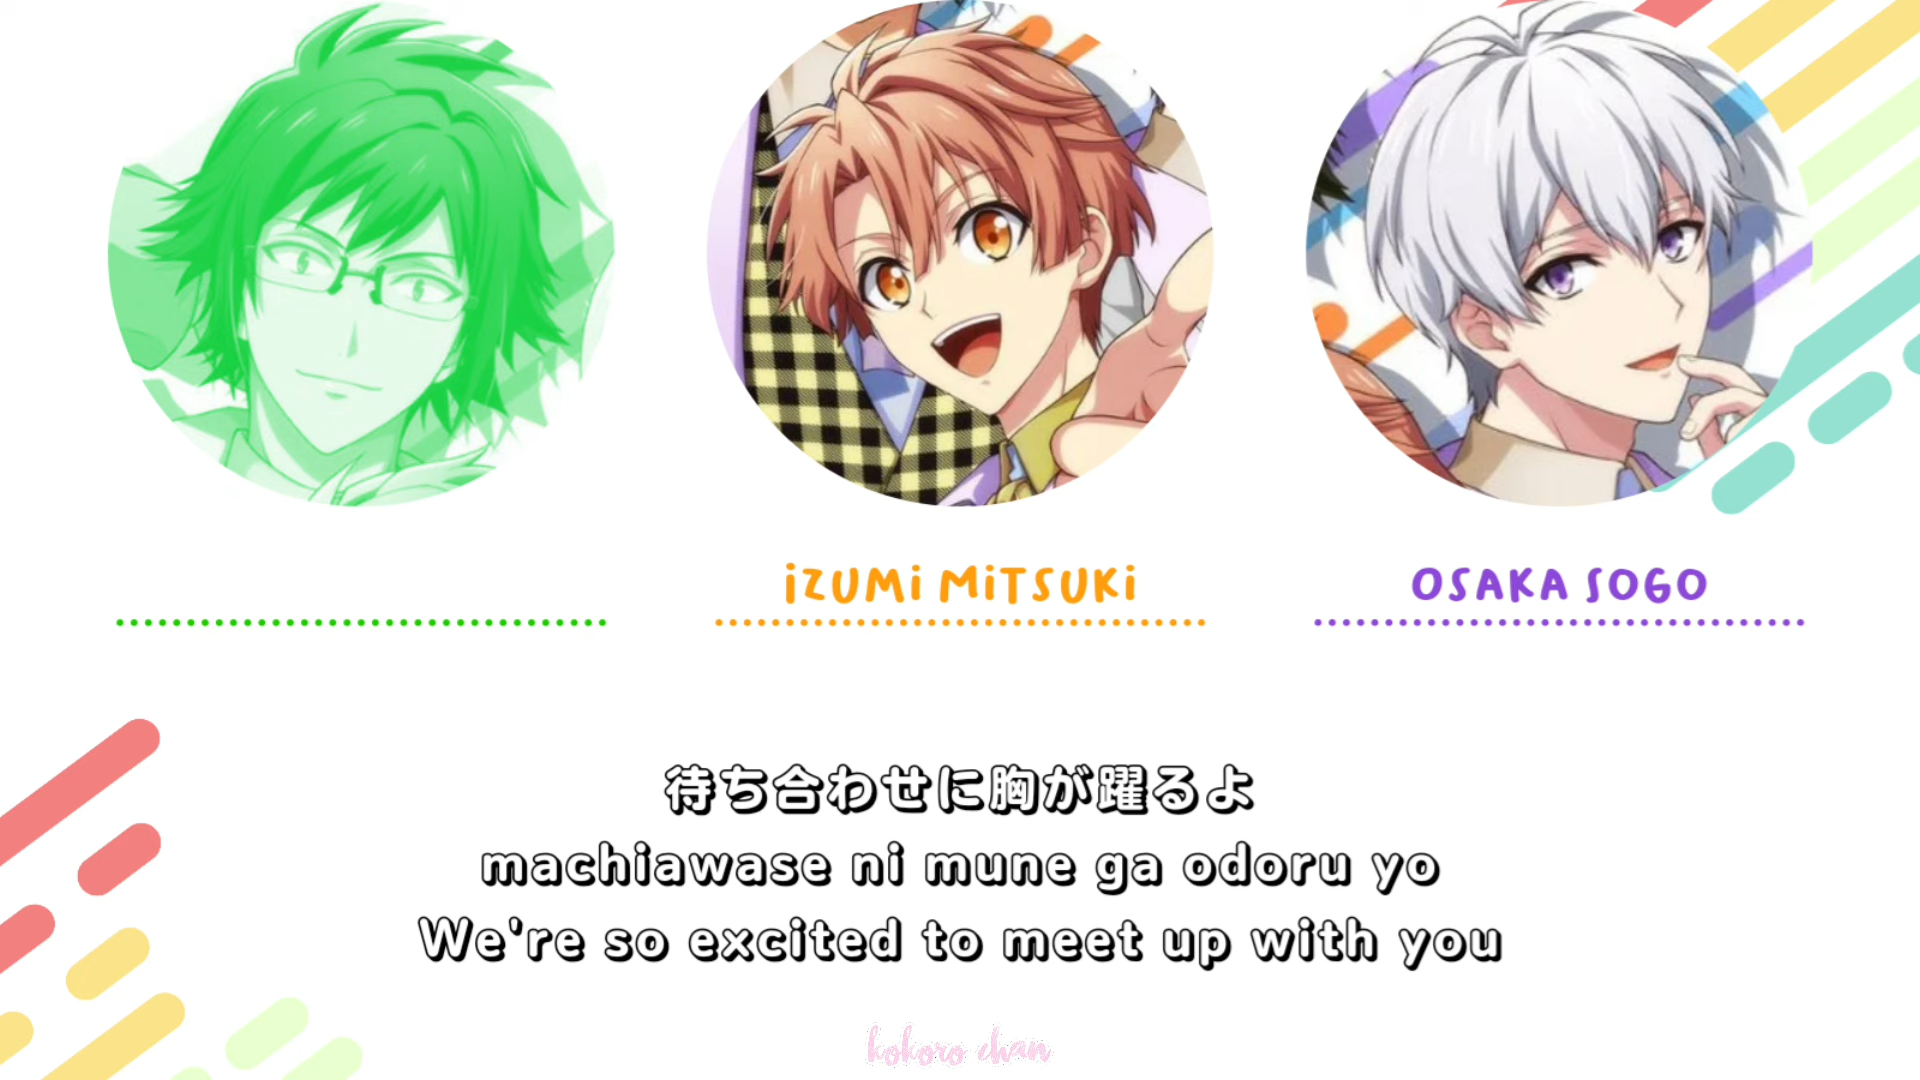 iZUMi MiTSUKi
OSAKA SOGO
待ち合わせに胸が躍るよ
machiawase ni mune ga odoru yo
We're so excited to meet up with you
kokoro chan